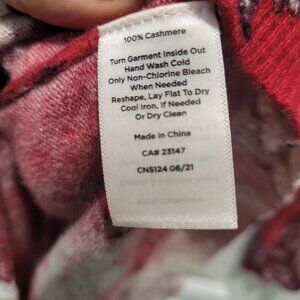 100% Cashmere
Turn Garment Inside Out
Hand Wash Cold
Only Non-Chlorine Bleach
When Needed
Reshape, Lay Flat To Dry
Cool Iron, If Needed
Or Dry Clean
Made in China
CA# 23147
CN5124 06/21